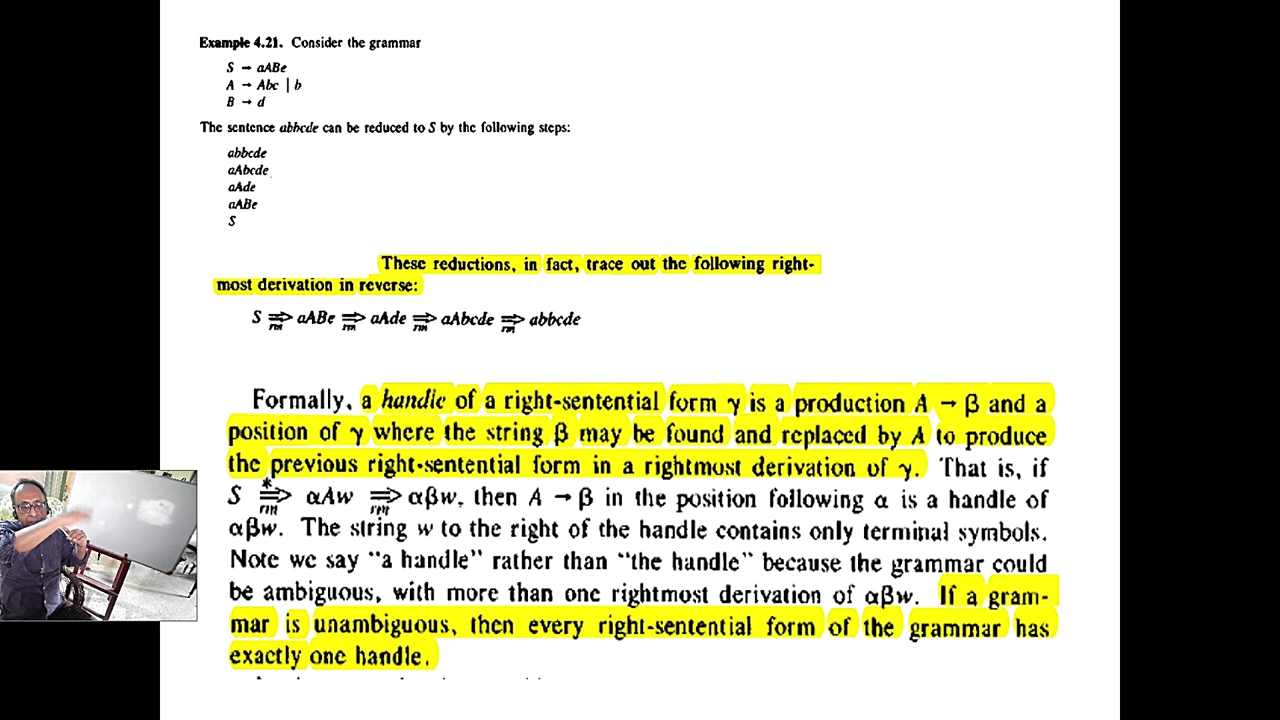 Example 4.21. Consider the grammar
S → aABe
A → Abc | b
B → d
The sentence abbcde can be reduced to S by the following steps:
abbcde
aAbcde
aAde
aABe
S
These reductions, in fact, trace out the following right-
most derivation in reverse:
S ⇒rm aABe ⇒rm aAde ⇒rm aAbcde ⇒rm abbcde
Formally, a handle of a right-sentential form γ is a production A → β and a
position of γ where the string β may be found and replaced by A to produce
the previous right-sentential form in a rightmost derivation of γ. That is, if
S *⇒rm αAw ⇒rm αβw, then A → β in the position following α is a handle of
αβw. The string w to the right of the handle contains only terminal symbols.
Note we say "a handle" rather than "the handle" because the grammar could
be ambiguous, with more than one rightmost derivation of αβw. If a gram-
mar is unambiguous, then every right-sentential form of the grammar has
exactly one handle.